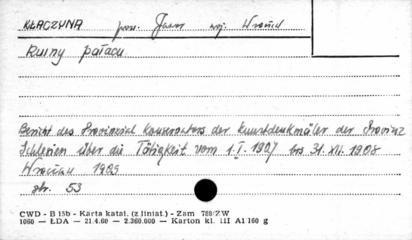 KŁACZYNA pow. Jawor woj. Wrocł
Ruiny pałacu
Bericht des Provinzial Konservators der Kunstdenkmäler der Provinz
Schlesien über die Tätigkeit vom 1.I.1907 bis 31.XII.1908
Wrocław 1909
str. 53
CWD - B 15b - Karta katal. (z liniat.) - Zam 788/ZW
1060 — ŁDA — 21.4.60 - 2.360.000 — Karton kl. III A1 160 g